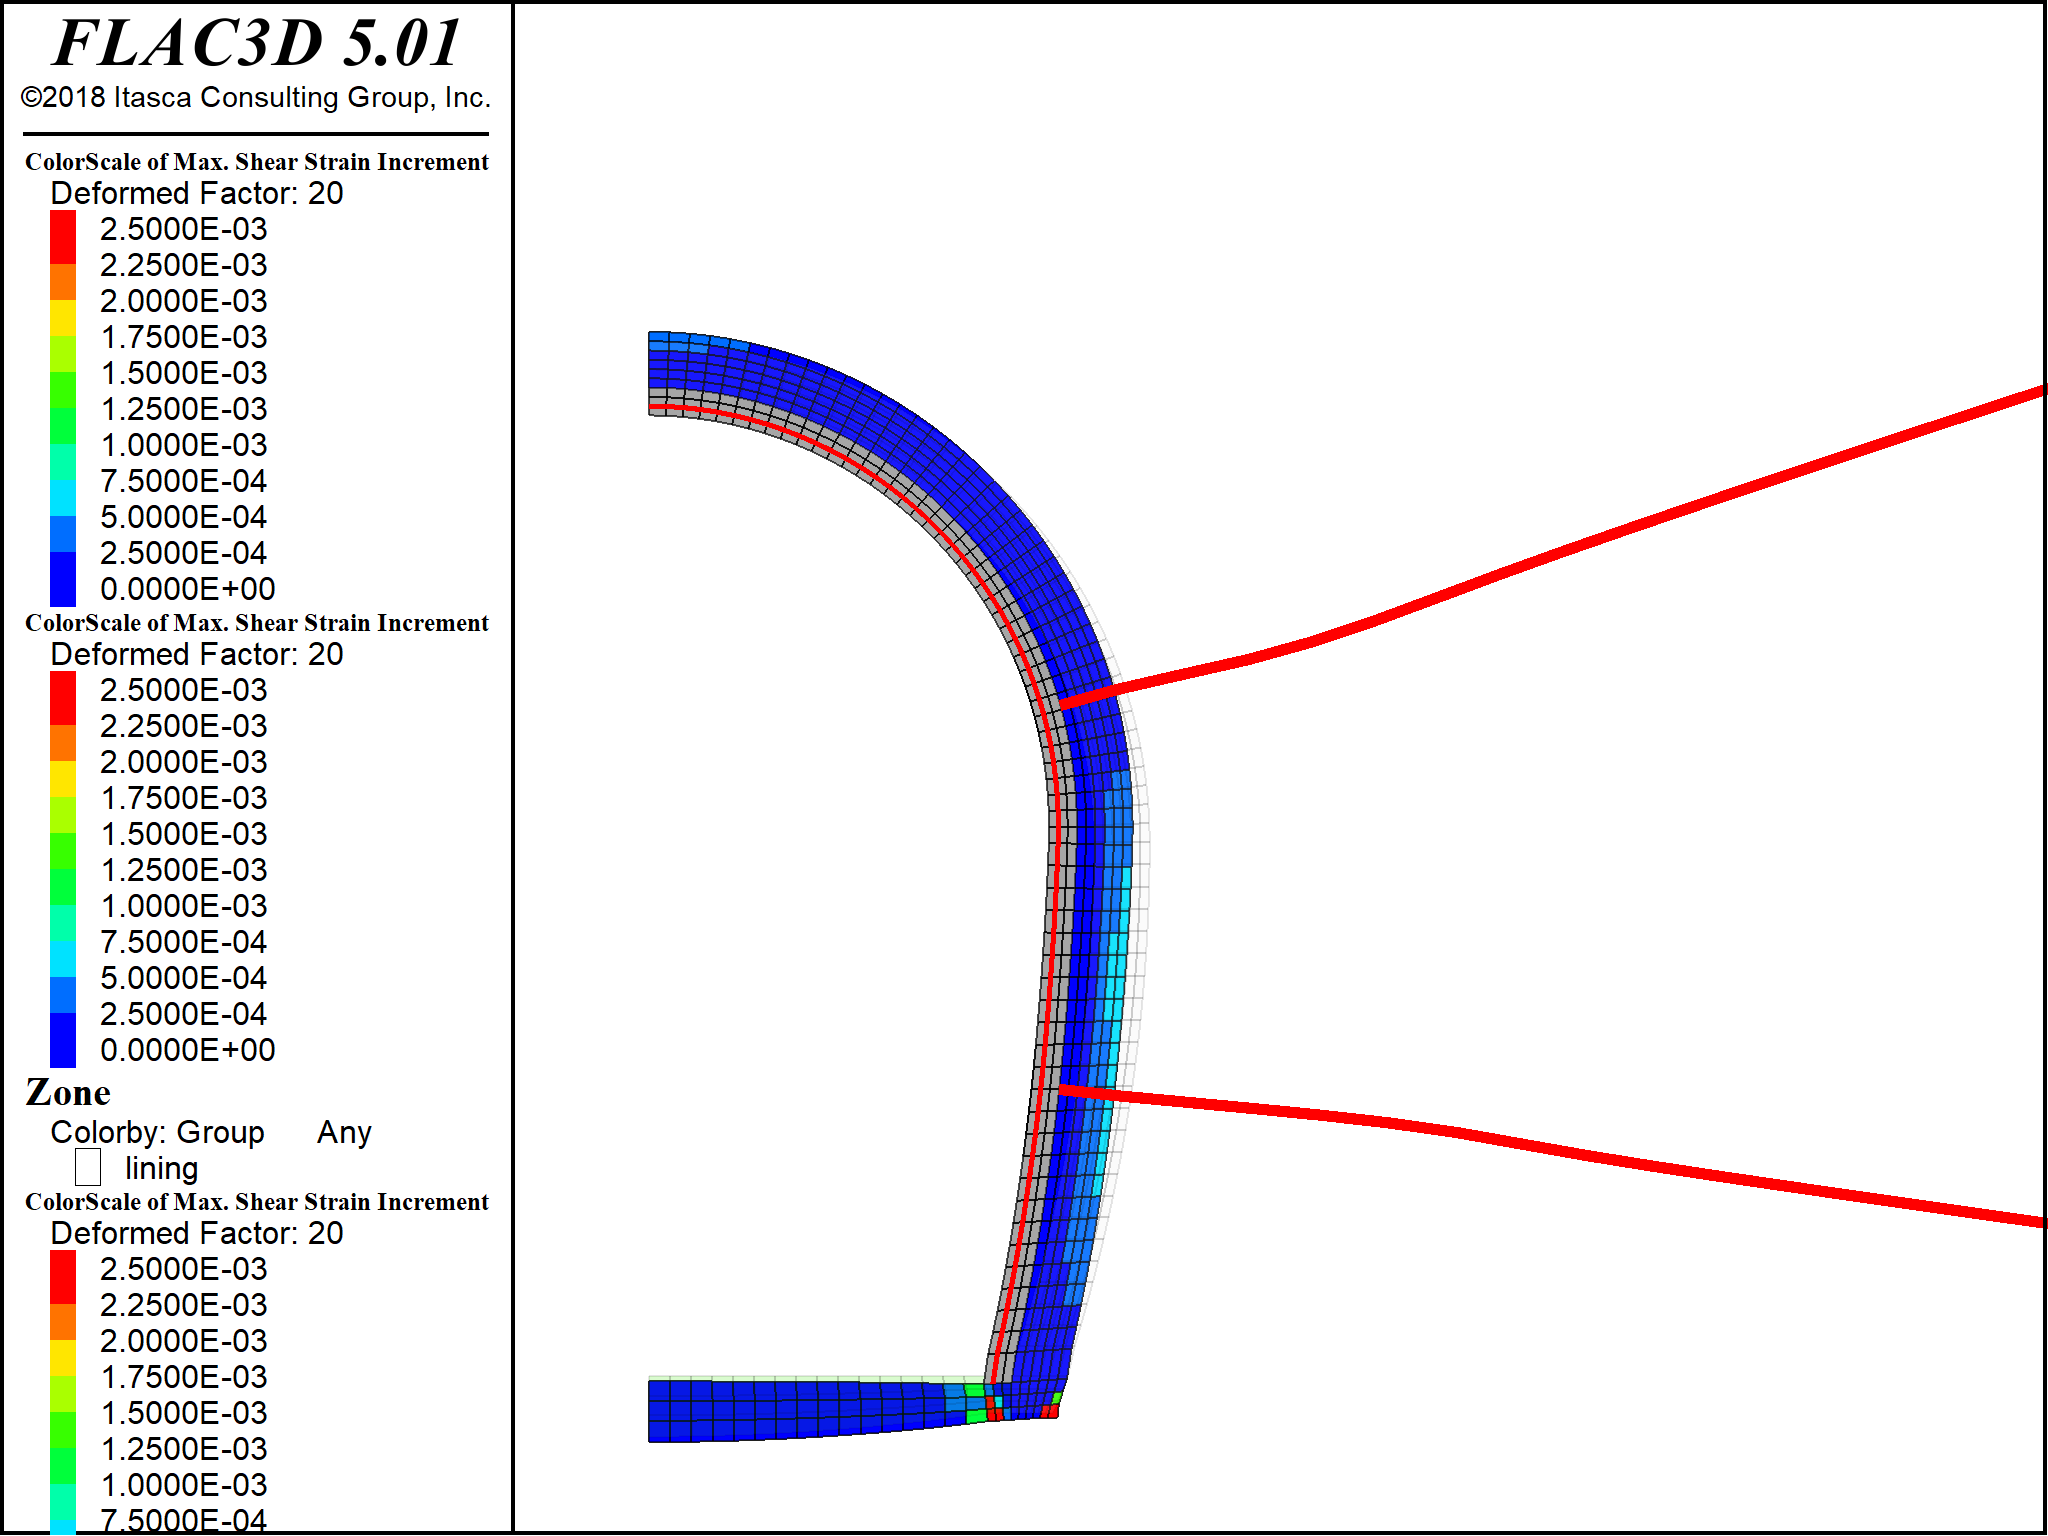 FLAC3D 5.01
©2018 Itasca Consulting Group, Inc.
ColorScale of Max. Shear Strain Increment
Deformed Factor: 20
2.5000E-03
2.2500E-03
2.0000E-03
1.7500E-03
1.5000E-03
1.2500E-03
1.0000E-03
7.5000E-04
5.0000E-04
2.5000E-04
0.0000E+00
ColorScale of Max. Shear Strain Increment
Deformed Factor: 20
2.5000E-03
2.2500E-03
2.0000E-03
1.7500E-03
1.5000E-03
1.2500E-03
1.0000E-03
7.5000E-04
5.0000E-04
2.5000E-04
0.0000E+00
Zone
Colorby: Group Any
lining
ColorScale of Max. Shear Strain Increment
Deformed Factor: 20
2.5000E-03
2.2500E-03
2.0000E-03
1.7500E-03
1.5000E-03
1.2500E-03
1.0000E-03
7.5000E-04